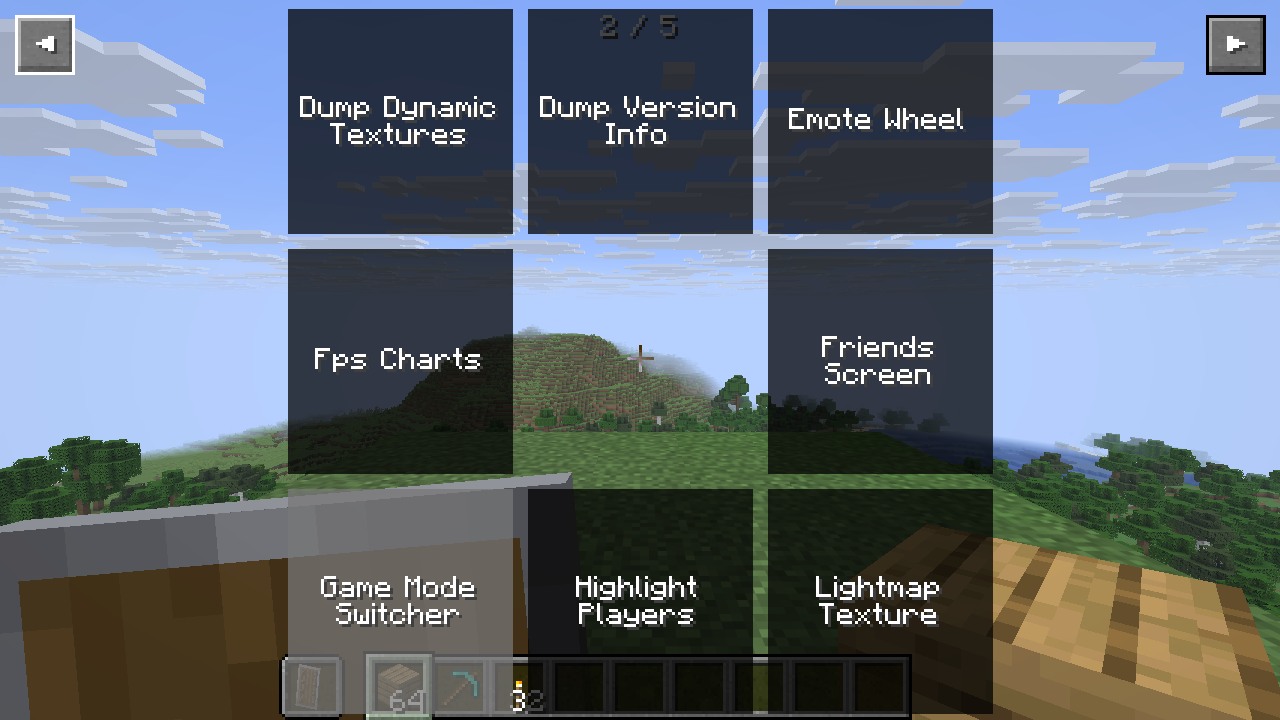 2 / 5
Dump Dynamic
Textures
Dump Version
Info
Emote Wheel
Fps Charts
Friends
Screen
Game Mode
Switcher
Highlight
Players
Lightmap
Texture
64
32